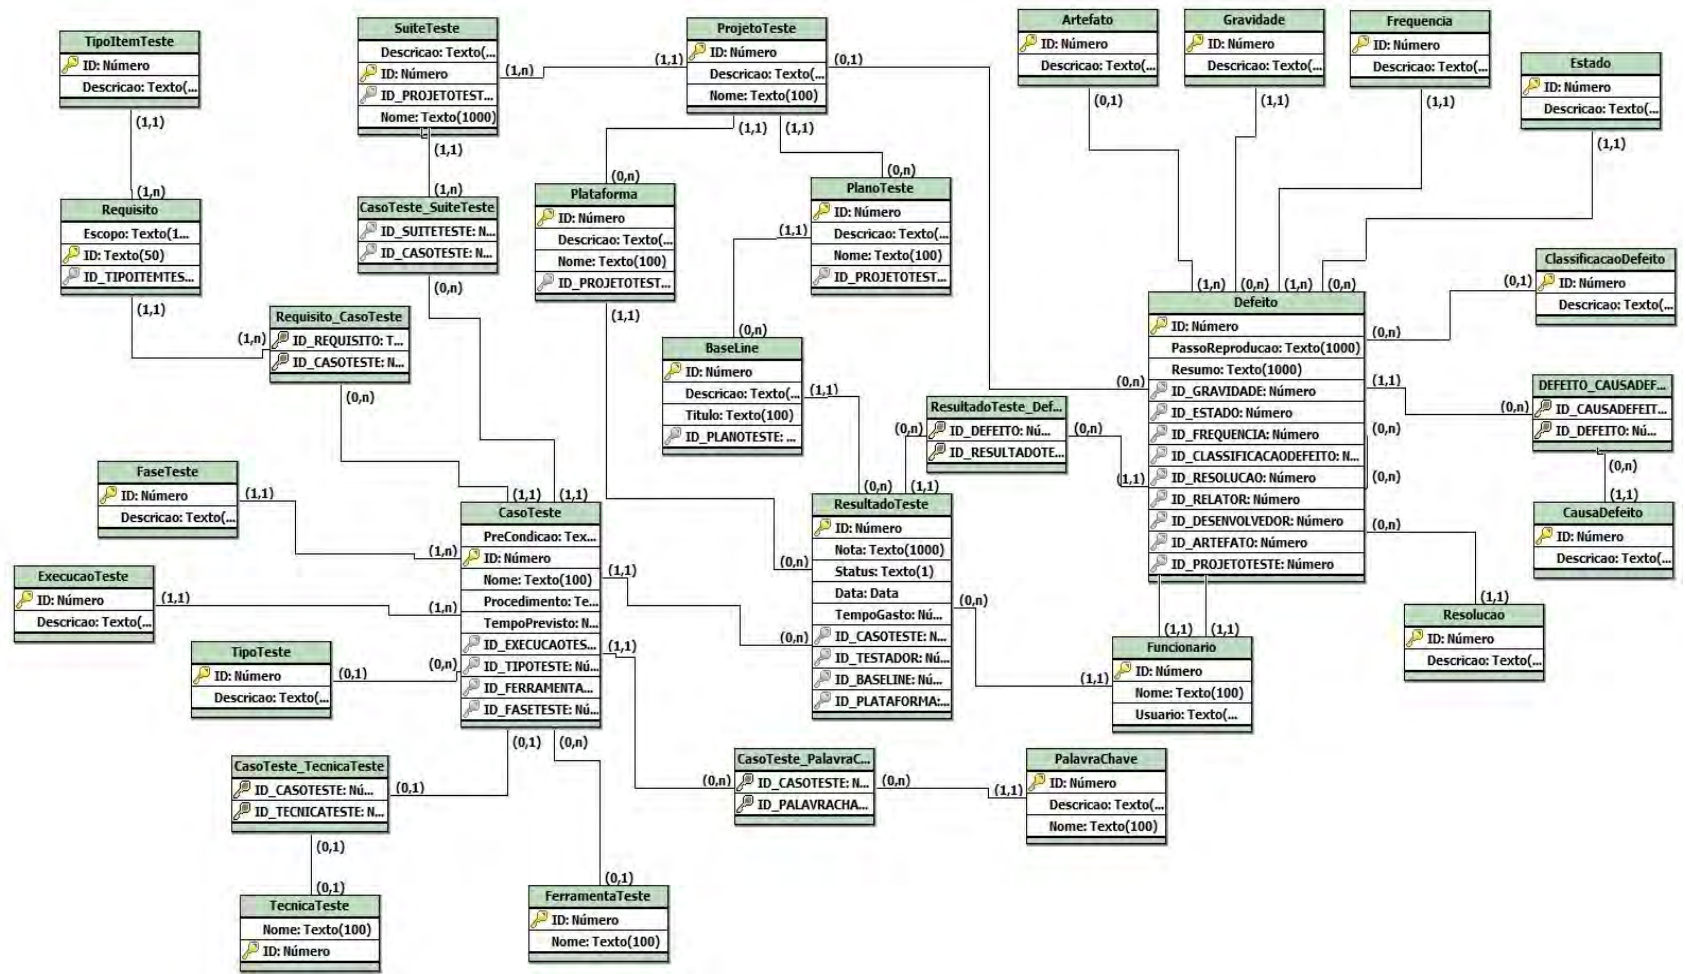 TipoItemTeste
ID: Número
Descricao: Texto(...
(1,1)
(1,n)
Requisito
Escopo: Texto(1...
ID: Texto(50)
ID_TIPOITEMTES...
(1,1)
(1,n)
SuiteTeste
Descricao: Texto(...
ID: Número
ID_PROJETOTEST...
Nome: Texto(1000)
(1,n)
(1,1)
(1,1)
(1,n)
CasoTeste_SuiteTeste
ID_SUITETESTE: N...
ID_CASOTESTE: N...
(0,n)
Requisito_CasoTeste
ID_REQUISITO: T...
ID_CASOTESTE: N...
(0,n)
ProjetoTeste
ID: Número
Descricao: Texto(...
Nome: Texto(100)
(0,1)
(1,1)
(1,1)
(0,n)
(0,n)
Plataforma
ID: Número
Descricao: Texto(...
Nome: Texto(100)
ID_PROJETOTEST...
(1,1)
PlanoTeste
ID: Número
Descricao: Texto(...
Nome: Texto(100)
ID_PROJETOTEST...
(1,1)
(0,n)
BaseLine
ID: Número
Descricao: Texto(...
Titulo: Texto(100)
ID_PLANOTESTE: ...
(1,1)
Artefato
ID: Número
Descricao: Texto(...
(0,1)
Gravidade
ID: Número
Descricao: Texto(...
(1,1)
Frequencia
ID: Número
Descricao: Texto(...
(1,1)
Estado
ID: Número
Descricao: Texto(...
(1,1)
(1,n)
(0,n)
(1,n)
(0,n)
Defeito
ID: Número
PassoReproducao: Texto(1000)
Resumo: Texto(1000)
ID_GRAVIDADE: Número
ID_ESTADO: Número
ID_FREQUENCIA: Número
ID_CLASSIFICACAODEFEITO: N...
ID_RESOLUCAO: Número
ID_RELATOR: Número
ID_DESENVOLVEDOR: Número
ID_ARTEFATO: Número
ID_PROJETOTESTE: Número
(0,n)
(1,1)
(0,n)
(1,1)
(0,n)
(0,n)
(0,n)
(0,1)
ClassificacaoDefeito
ID: Número
Descricao: Texto(...
(0,n)
DEFEITO_CAUSADEF...
ID_CAUSADEFEIT...
ID_DEFEITO: Nú...
(0,n)
(1,1)
CausaDefeito
ID: Número
Descricao: Texto(...
(1,1)
Resolucao
ID: Número
Descricao: Texto(...
ResultadoTeste_Def...
ID_DEFEITO: Nú...
ID_RESULTADOTE...
(0,n)
(0,n)
(0,n)
(1,1)
ResultadoTeste
ID: Número
Nota: Texto(1000)
Status: Texto(1)
Data: Data
TempoGasto: Nú...
ID_CASOTESTE: N...
ID_TESTADOR: Nú...
ID_BASELINE: Nú...
ID_PLATAFORMA:...
(0,n)
(0,n)
(0,n)
(1,1)
(1,1)
(1,1)
Funcionario
ID: Número
Nome: Texto(100)
Usuario: Texto(...
FaseTeste
ID: Número
Descricao: Texto(...
(1,1)
ExecucaoTeste
ID: Número
Descricao: Texto(...
(1,1)
TipoTeste
ID: Número
Descricao: Texto(...
(0,1)
(1,1)
(1,1)
CasoTeste
PreCondicao: Tex...
ID: Número
Nome: Texto(100)
Procedimento: Te...
TempoPrevisto: N...
ID_EXECUCAOTES...
ID_TIPOTESTE: Nú...
ID_FERRAMENTA...
ID_FASETESTE: Nú...
(1,n)
(1,n)
(0,n)
(1,1)
(1,1)
(0,1)
(0,n)
CasoTeste_TecnicaTeste
ID_CASOTESTE: Nú...
ID_TECNICATESTE: N...
(0,1)
(0,1)
(0,1)
TecnicaTeste
Nome: Texto(100)
ID: Número
(0,1)
FerramentaTeste
ID: Número
Nome: Texto(100)
(0,n)
CasoTeste_PalavraC...
ID_CASOTESTE: N...
ID_PALAVRACHA...
(0,n)
(1,1)
PalavraChave
ID: Número
Descricao: Texto(...
Nome: Texto(100)